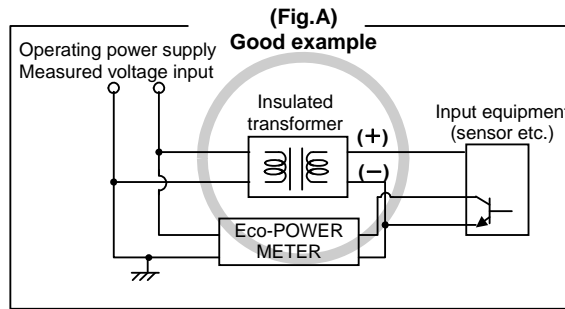 (Fig.A)
Good example
Operating power supply
Measured voltage input
Insulated
transformer
(+)
(−)
Input equipment
(sensor etc.)
Eco-POWER
METER